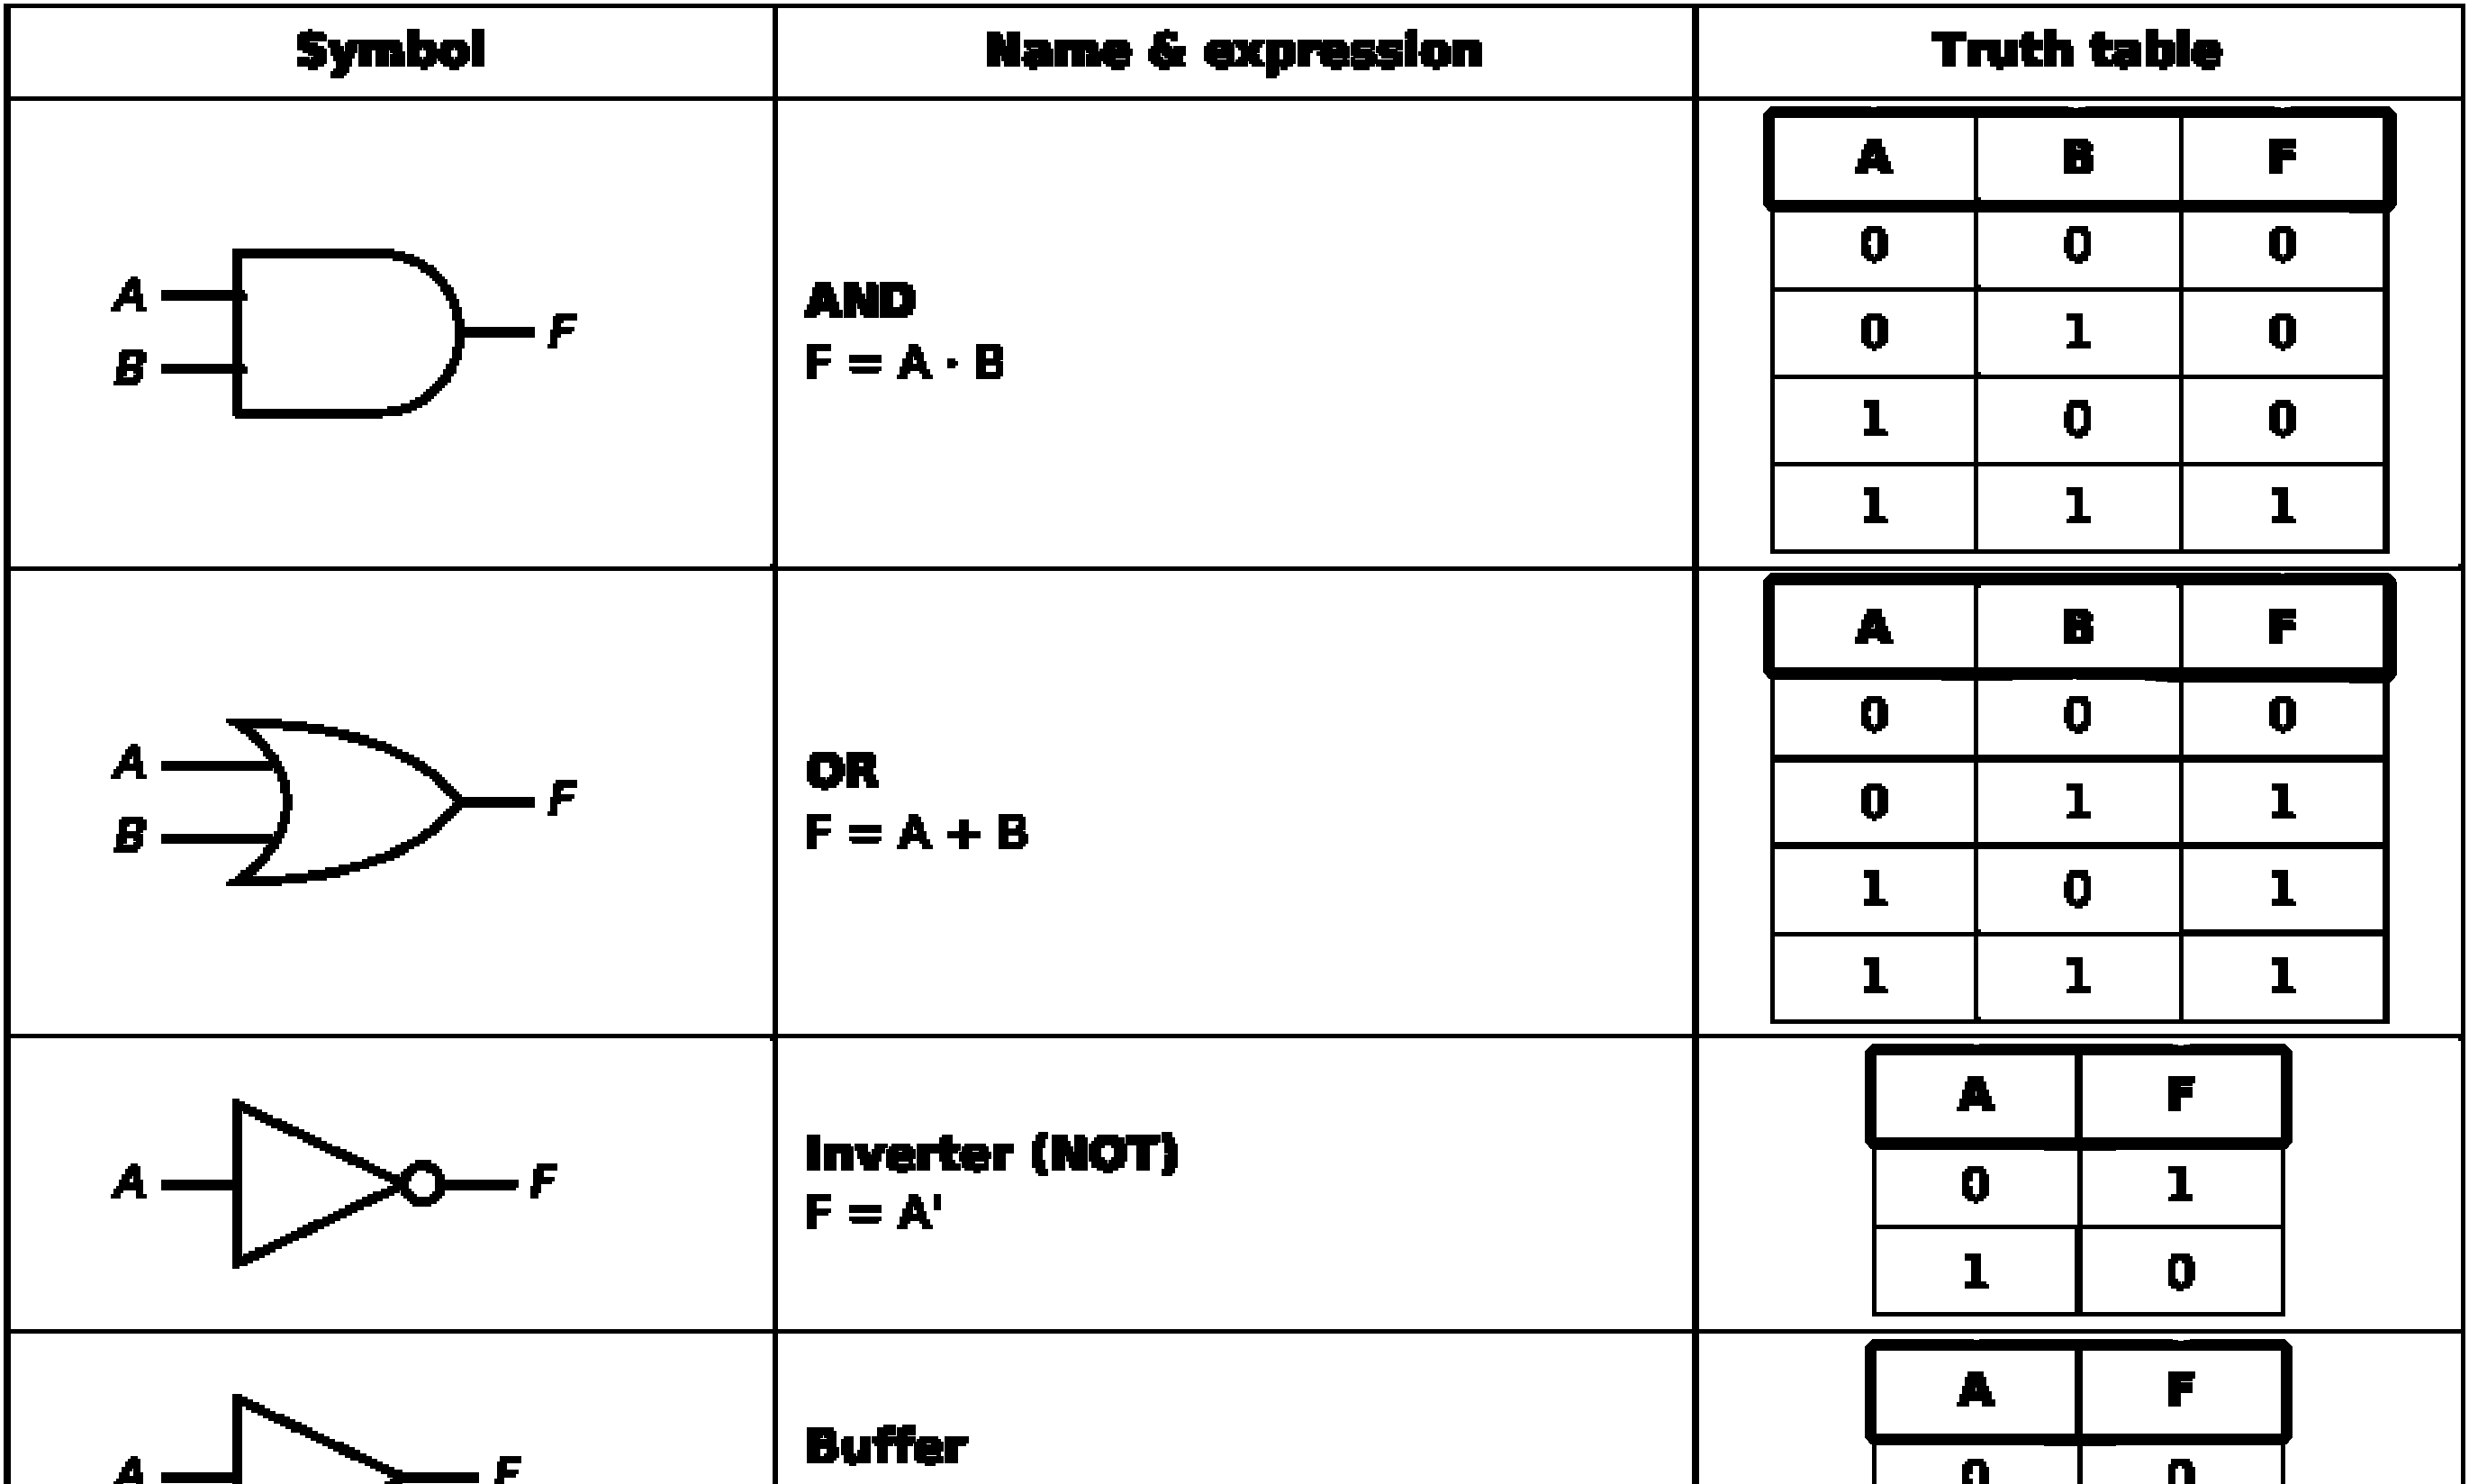 Symbol Name & expression Truth table
A B F
0 0 0
A
F
B
AND
F = A · B
0 1 0
1 0 0
1 1 1
A B F
0 0 0
A
F
B
OR
F = A + B
0 1 1
1 0 1
1 1 1
A F
A F
Inverter (NOT)
F = A'
0 1
1 0
A F
A F
Buffer
0 0